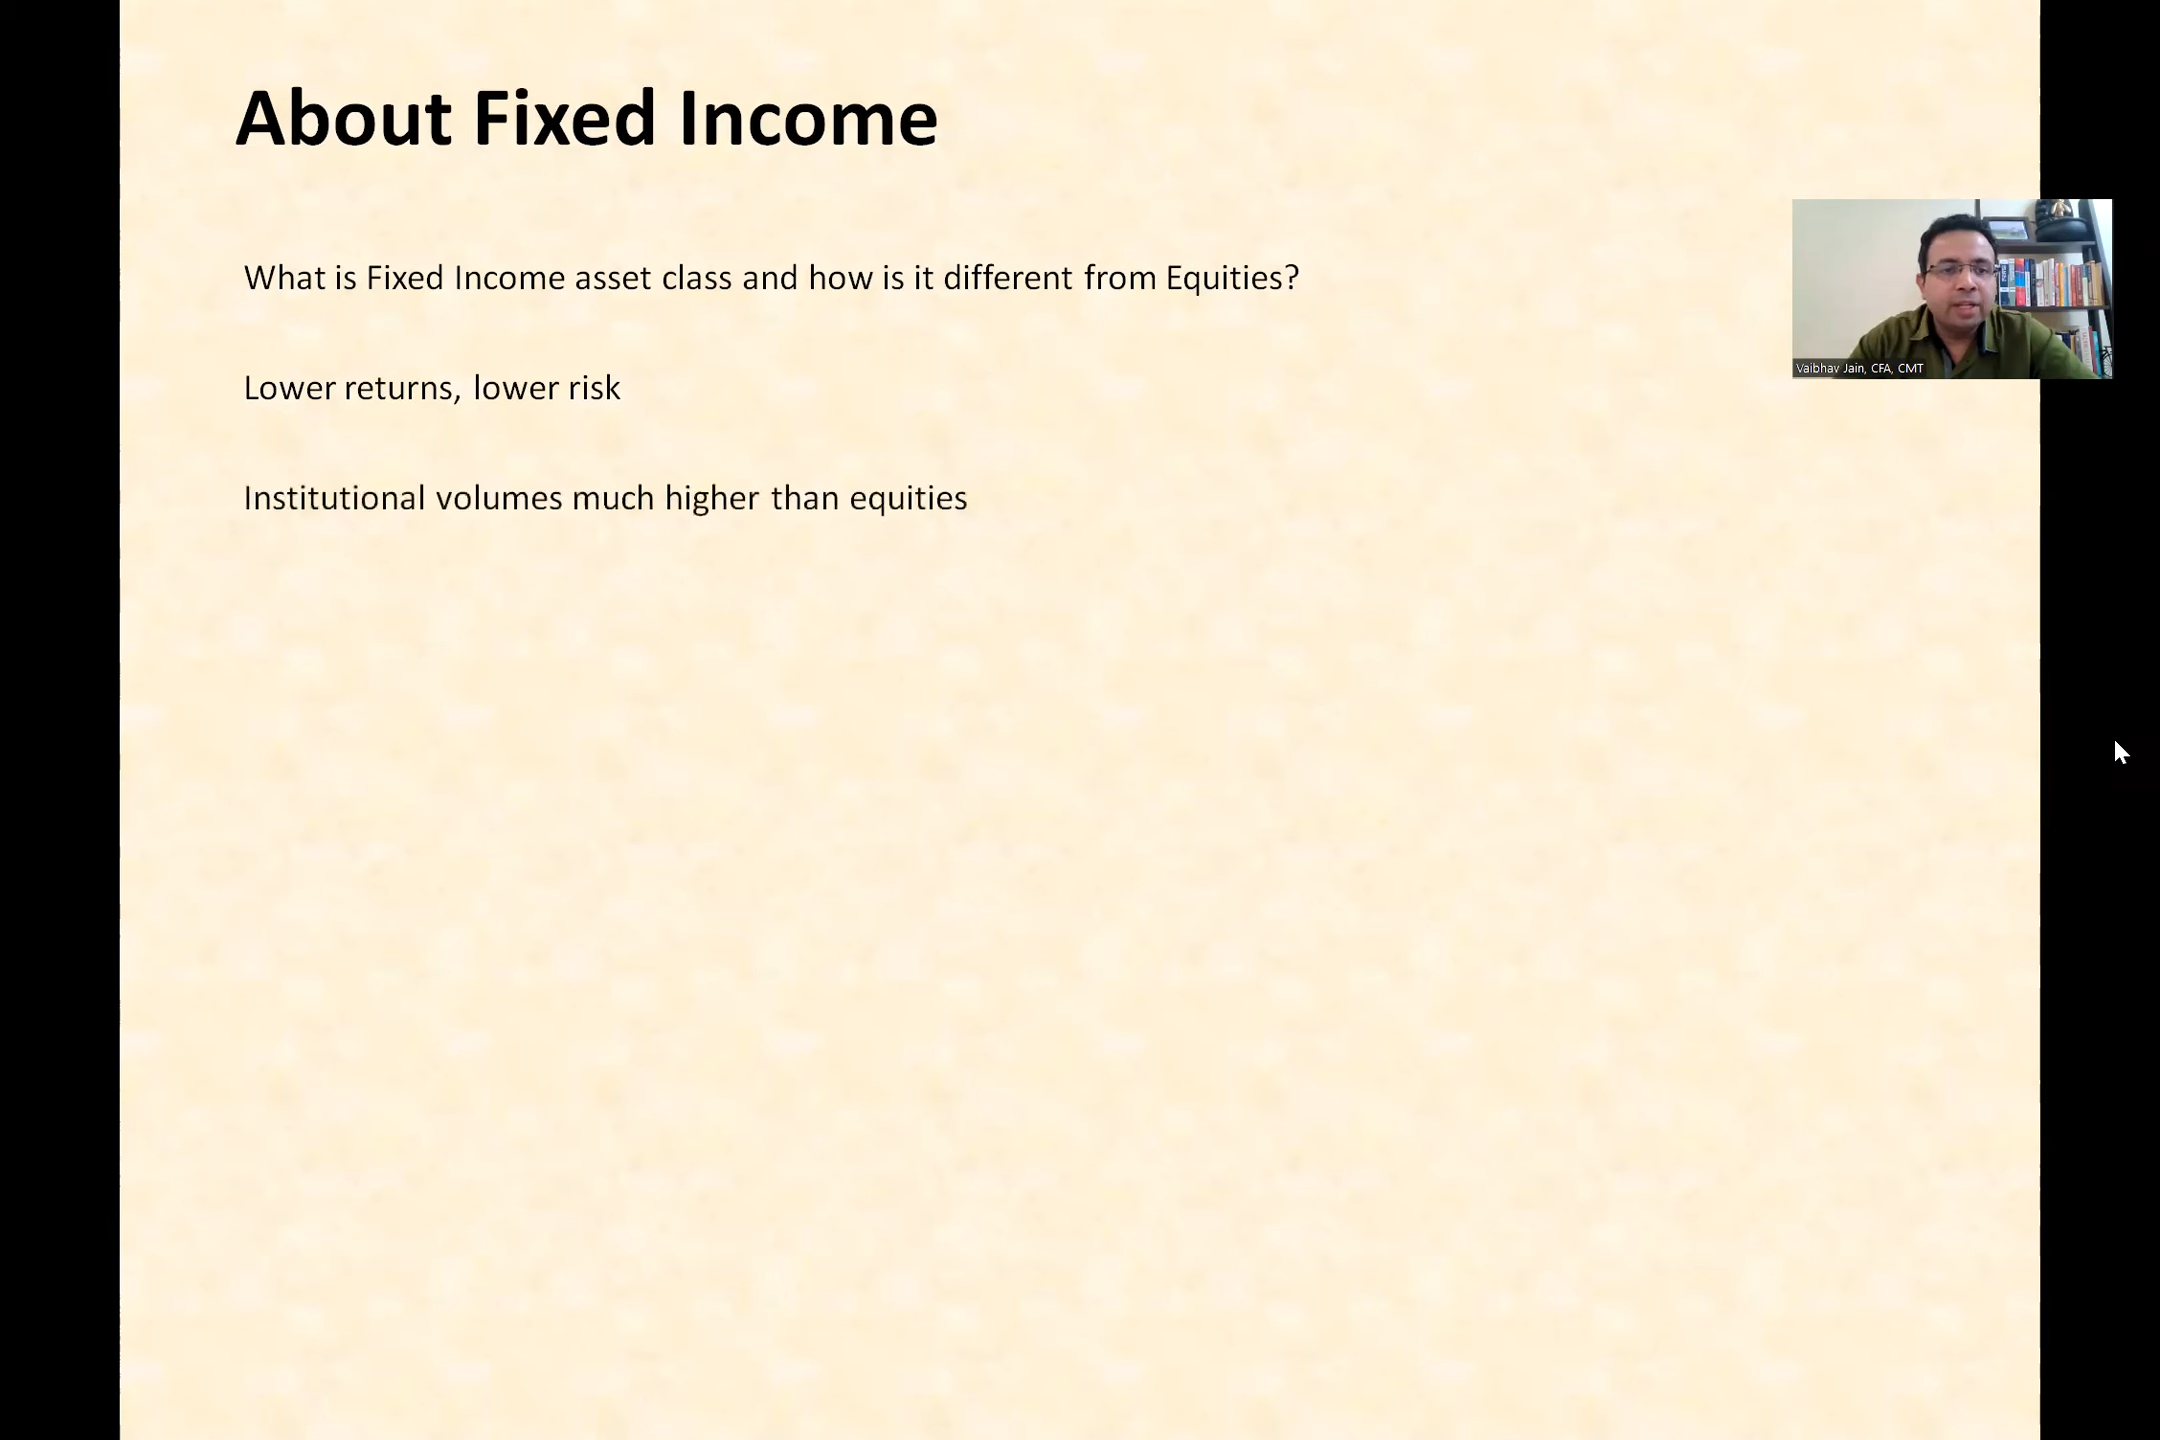 About Fixed Income
What is Fixed Income asset class and how is it different from Equities?
Lower returns, lower risk
Institutional volumes much higher than equities
Vaibhav Jain, CFA, CMT